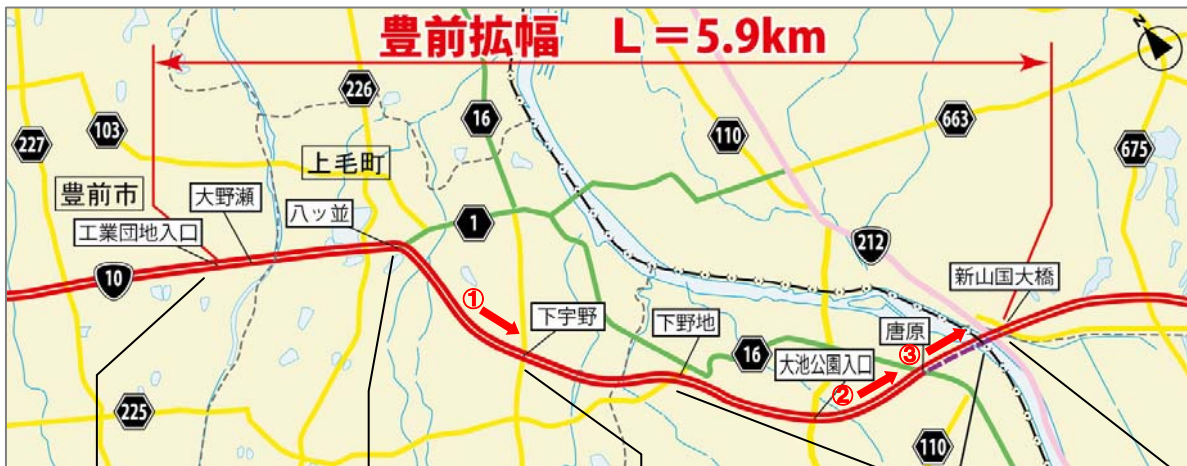 豊前拡幅 L=5.9km
N
226
16
103
227
110
663
675
上毛町
豊前市
大野瀬
八ッ並
工業団地入口
1
212
10
新山国大橋
①
下宇野
下野地
唐原
③
16
大池公園入口
②
225
110